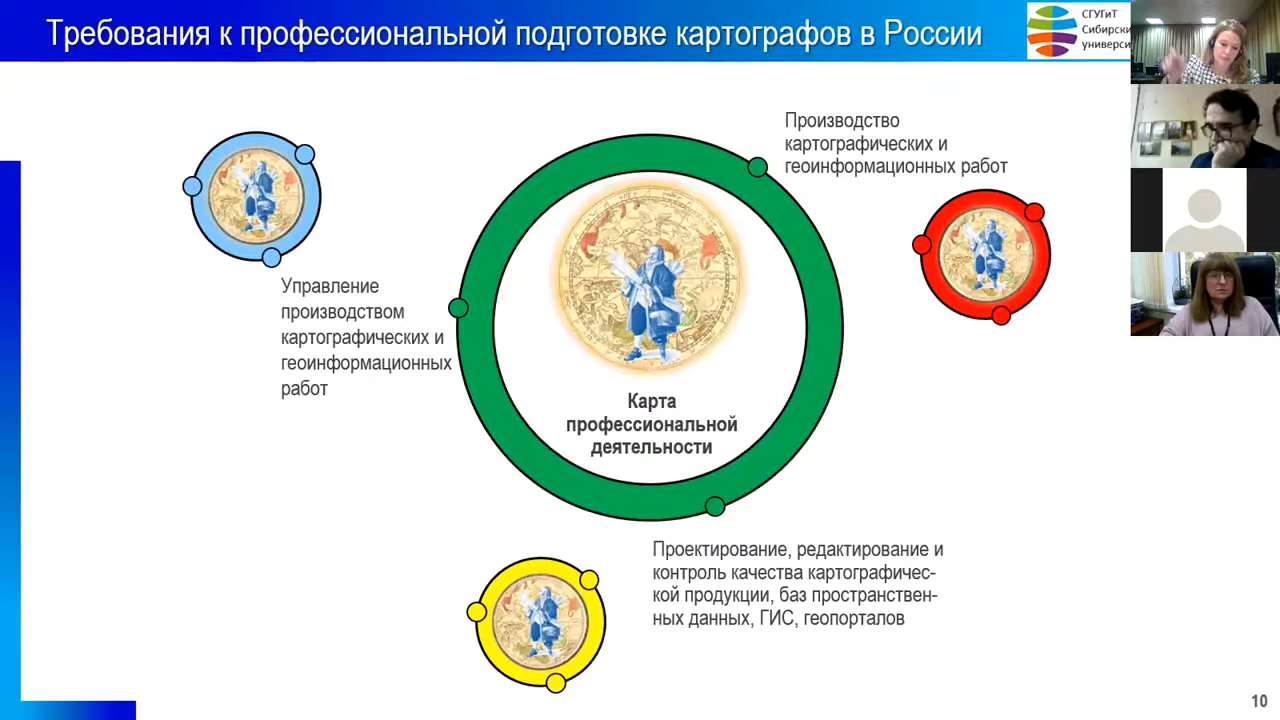 Требования к профессиональной подготовке картографов в России
СГУГиТ
Сибирски
универси
Производство
картографических и
геоинформационных работ
Управление
производством
картографических и
геоинформационных
работ
Карта
профессиональной
деятельности
Проектирование, редактирование и
контроль качества картографичес-
кой продукции, баз пространствен-
ных данных, ГИС, геопорталов
10